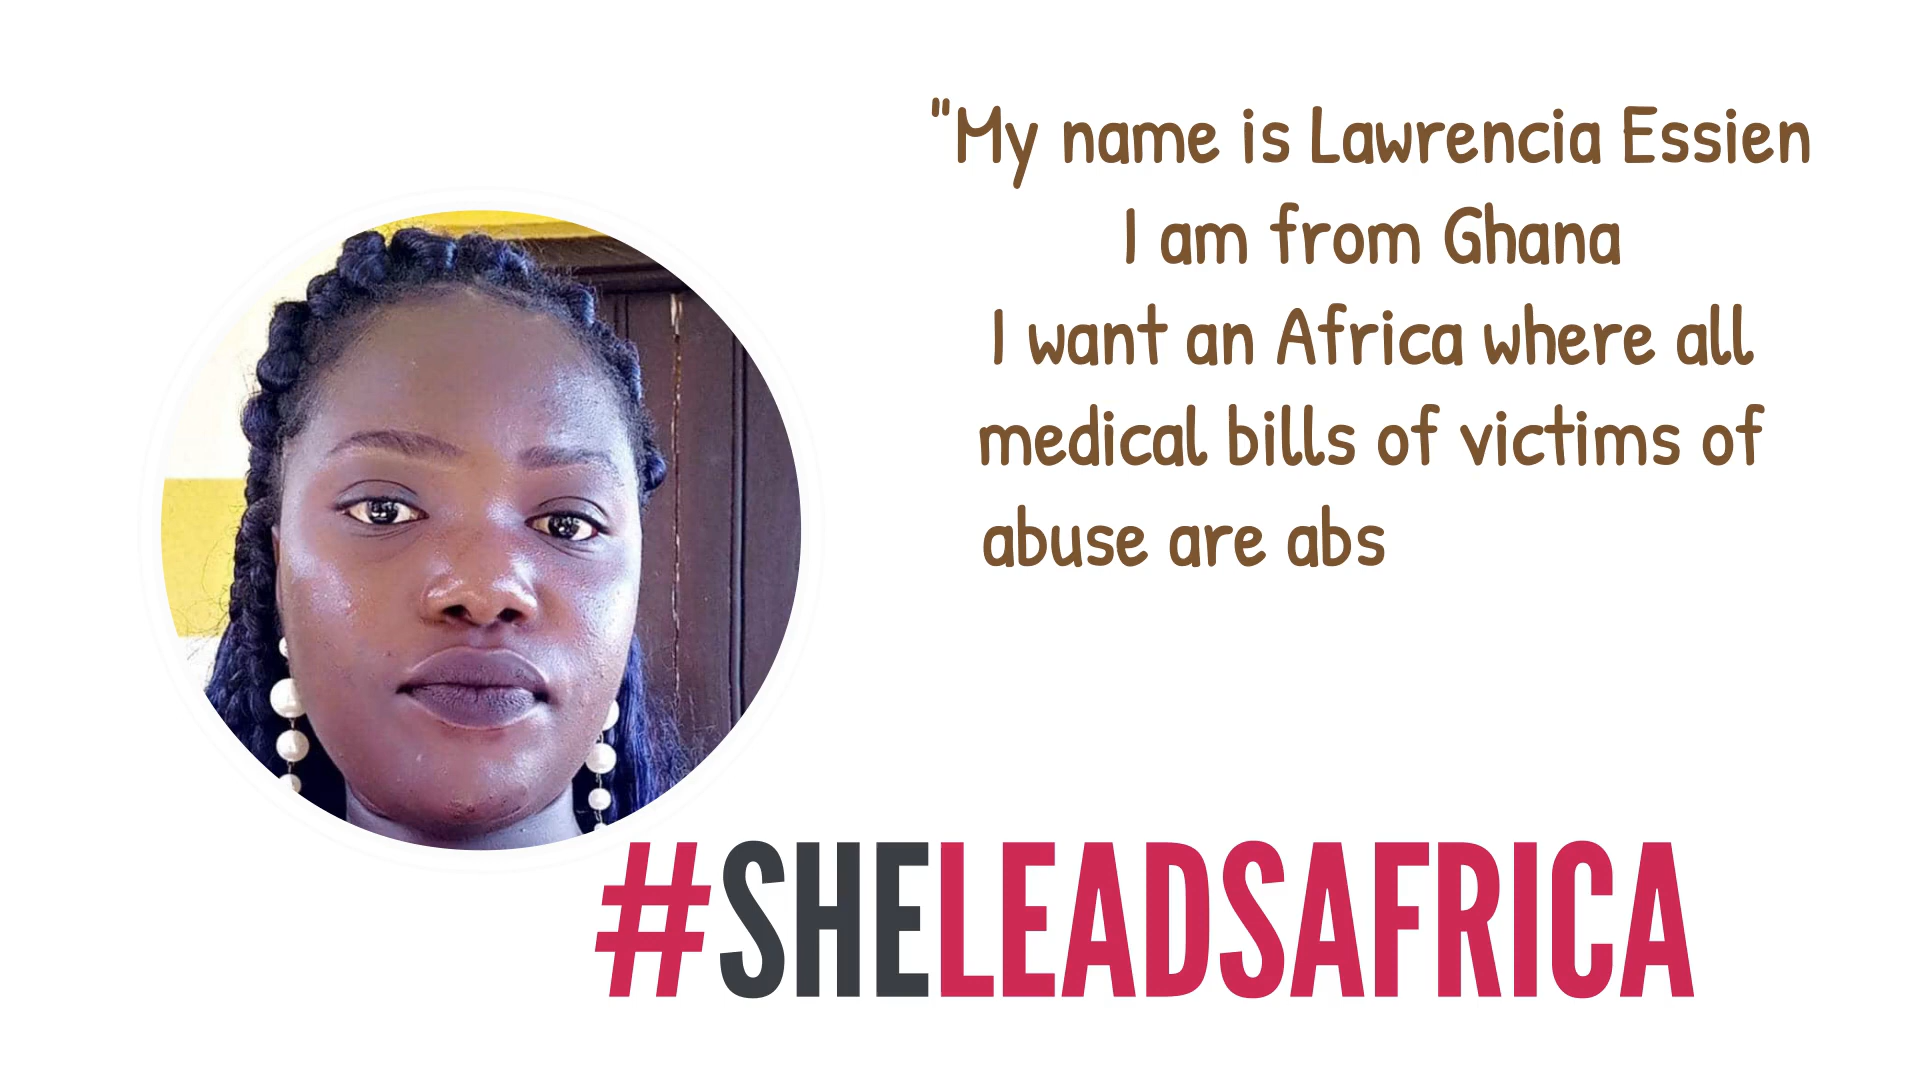 "My name is Lawrencia Essien
I am from Ghana
I want an Africa where all
medical bills of victims of
abuse are abs
#SHELEADSAFRICA